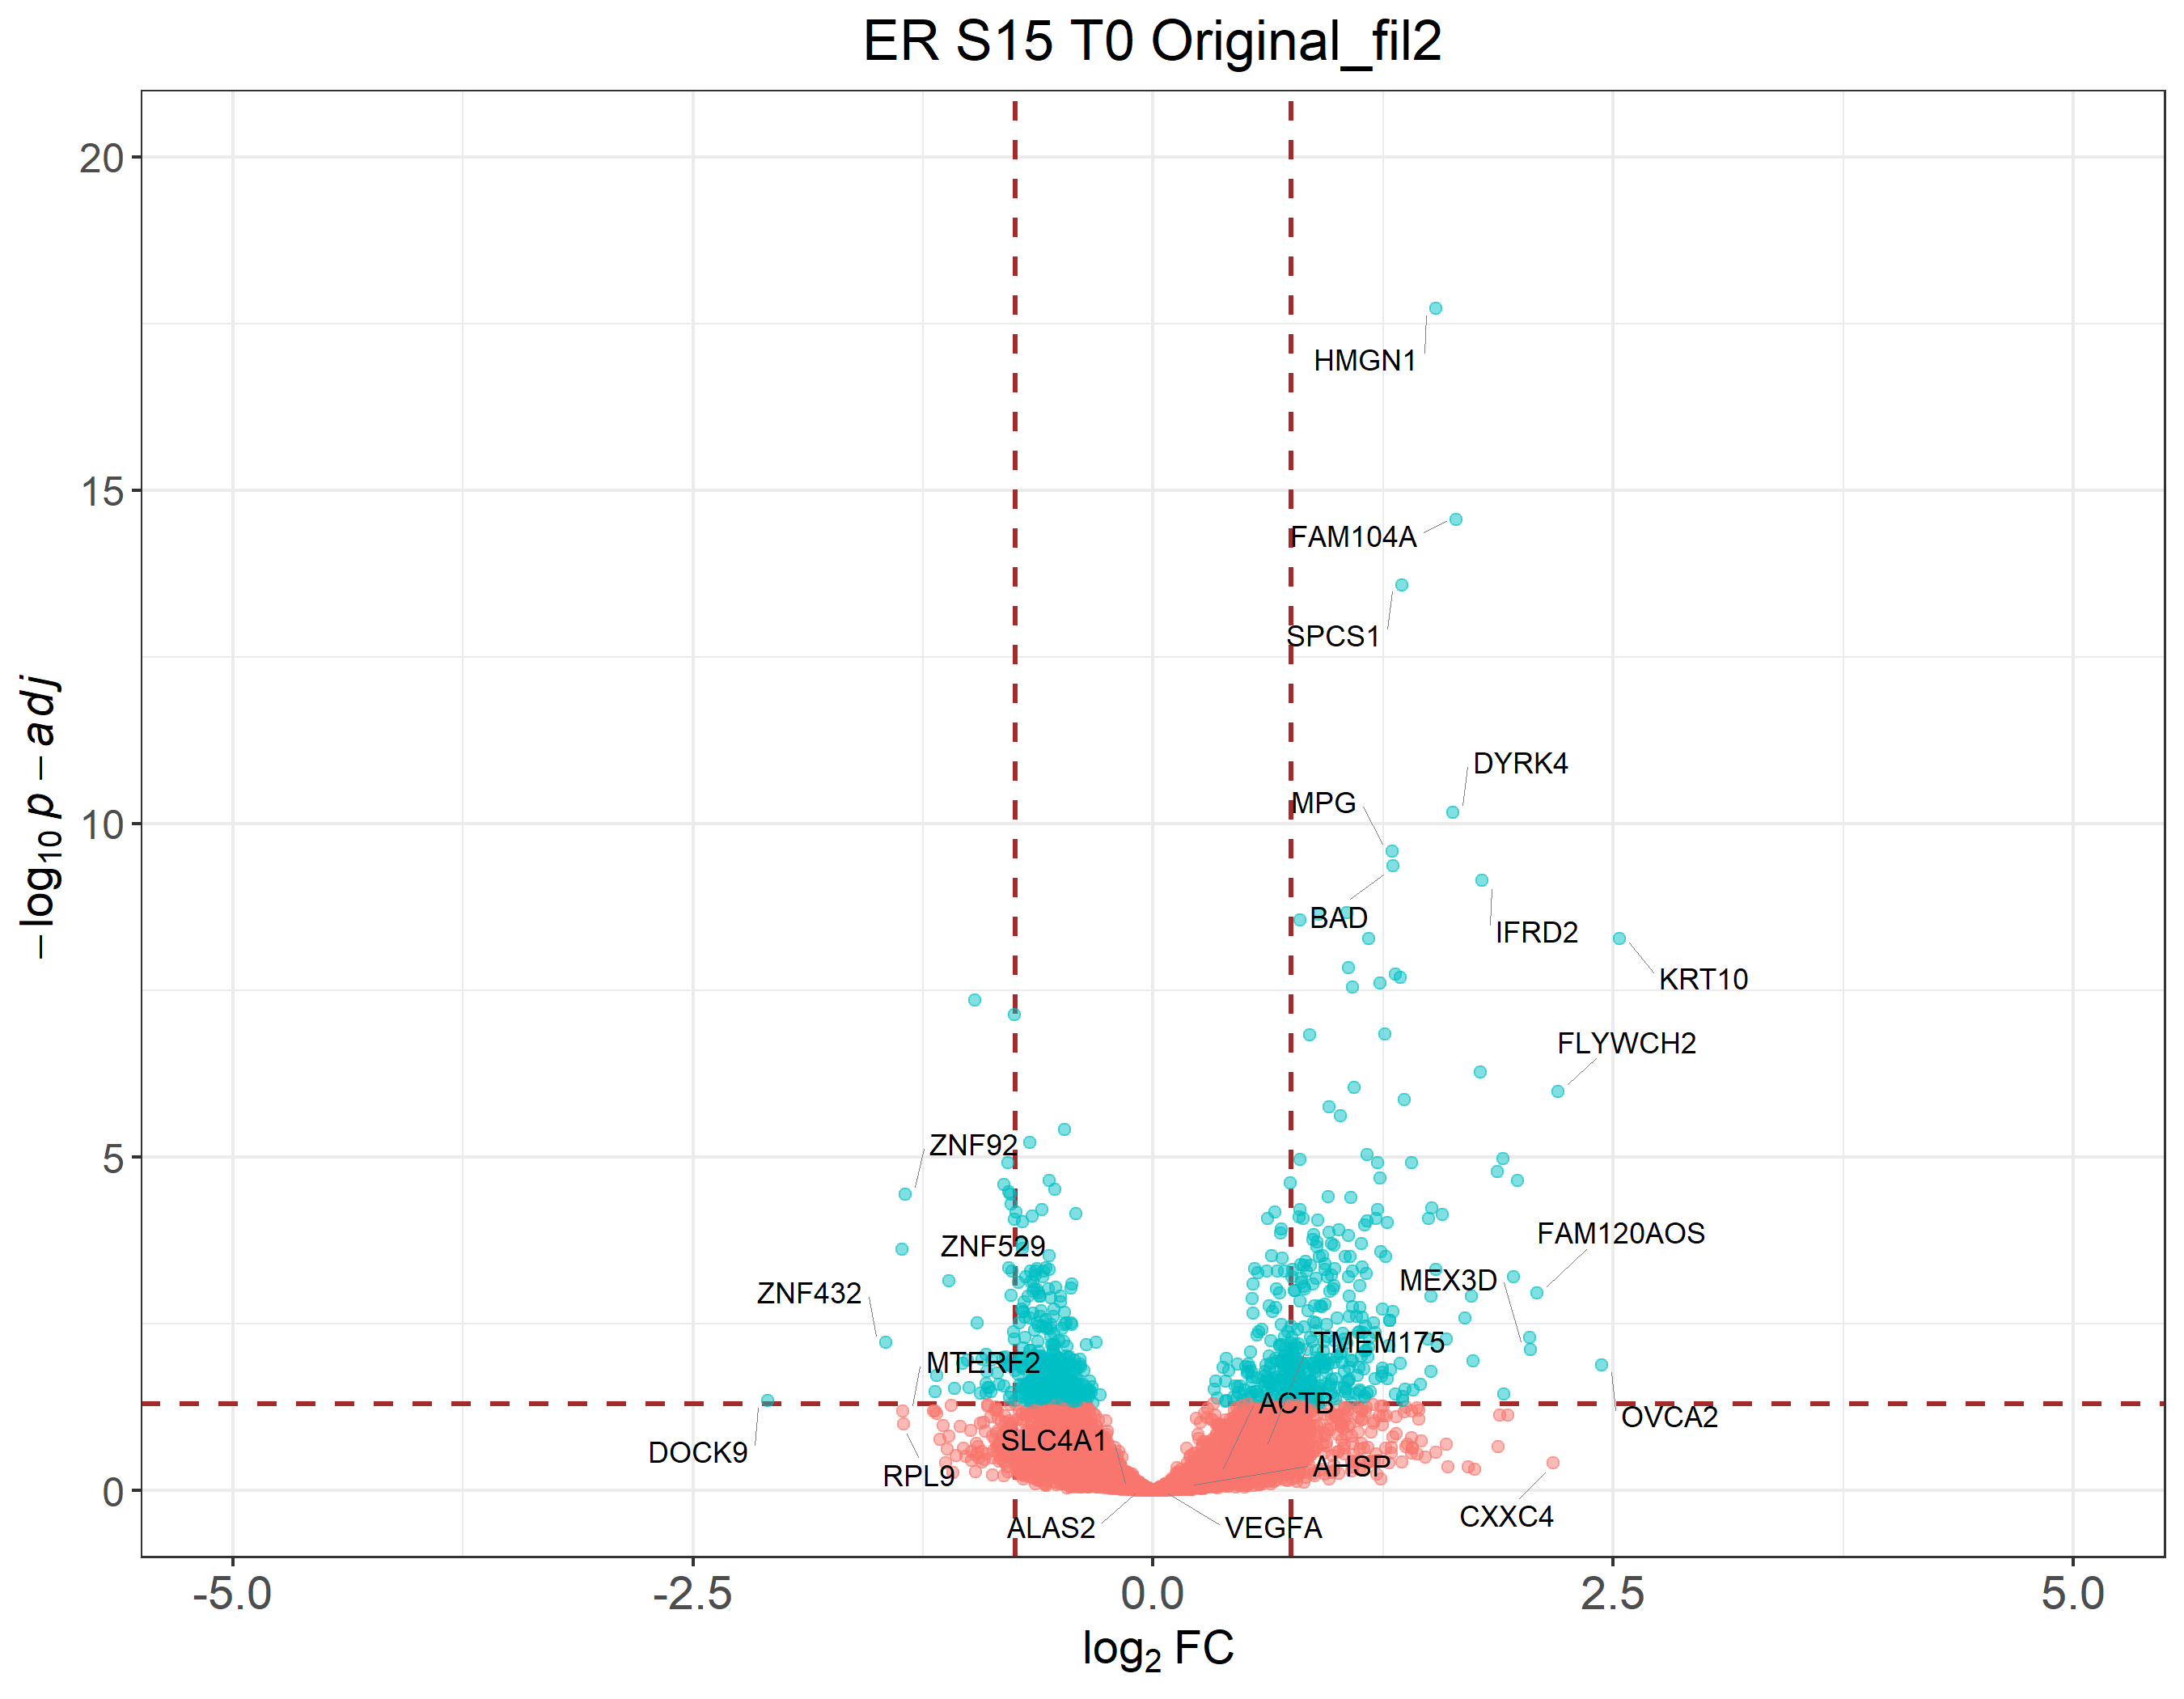 ER S15 T0 Original_fil2
−log10 p − adj
20
15
10
5
0
HMGN1
FAM104A
SPCS1
DYRK4
MPG
BAD
IFRD2
KRT10
FLYWCH2
ZNF92
ZNF529
FAM120AOS
ZNF432
MEX3D
MTERF2
TMEM175
ACTB
OVCA2
DOCK9
SLC4A1
RPL9
AHSP
CXXC4
ALAS2
VEGFA
-5.0
-2.5
0.0
2.5
5.0
log2 FC